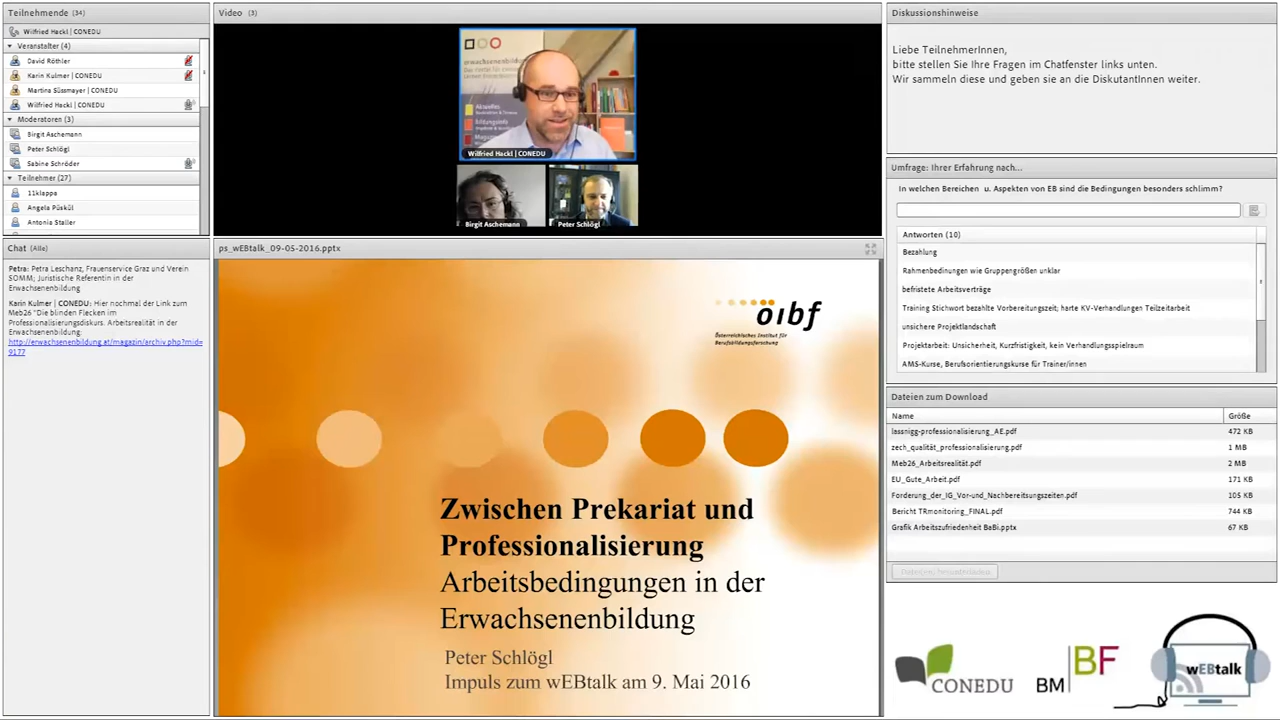 Teilnehmende (34)
Wilfried Hackl | CONEDU
Veranstalter (4)
David Röthler
Karin Kulmer | CONEDU
Martina Süssmayer | CONEDU
Wilfried Hackl | CONEDU
Moderatoren (3)
Birgit Aschemann
Peter Schlögl
Sabine Schröder
Teilnehmer (27)
11klappa
Angela Püskül
Antonia Staller
Chat (Alle)
Petra: Petra Leschanz, Frauenservice Graz und Verein
SOMM; Juristische Referentin in der
Erwachsenenbildung
Karin Kulmer | CONEDU: Hier nochmal der Link zum
Meb26 "Die blinden Flecken im
Professionalisierungsdiskurs. Arbeitsrealität in der
Erwachsenenbildung:
http://erwachsenenbildung.at/magazin/archiv.php?mid=
9177
Video (3)
erwachsenenbildung
Aktuelles
Wilfried Hackl | CONEDU
Birgit Aschemann
Peter Schlögl
ps_wEBtalk_09-05-2016.pptx
oibf
Österreichisches Institut für
Berufsbildungsforschung
Zwischen Prekariat und
Professionalisierung
Arbeitsbedingungen in der
Erwachsenenbildung
Peter Schlögl
Impuls zum wEBtalk am 9. Mai 2016
Diskussionshinweise
Liebe TeilnehmerInnen,
bitte stellen Sie Ihre Fragen im Chatfenster links unten.
Wir sammeln diese und geben sie an die DiskutantInnen weiter.
Umfrage: Ihrer Erfahrung nach...
In welchen Bereichen u. Aspekten von EB sind die Bedingungen besonders schlimm?
Antworten (10)
Bezahlung
Rahmenbedingungen wie Gruppengrößen unklar
befristete Arbeitsverträge
Training Stichwort bezahlte Vorbereitungszeit; harte KV-Verhandlungen Teilzeitarbeit
unsichere Projektlandschaft
Projektarbeit: Unsicherheit, Kurzfristigkeit, kein Verhandlungsspielraum
AMS-Kurse, Berufsorientierungskurse für Trainer/innen
Dateien zum Download
Name Größe
lassnigg-professionalisierung_AE.pdf 472 KB
zech_qualität_professionalisierung.pdf 1 MB
Meb26_Arbeitsrealität.pdf 2 MB
EU_Gute_Arbeit.pdf 171 KB
Forderung_der_IG_Vor-und_Nachbereitungszeiten.pdf 105 KB
Bericht TRmonitoring_FINAL.pdf 744 KB
Grafik Arbeitszufriedenheit BaBi.pptx 67 KB
Datei(en) herunterladen
CONEDU
BM BF
wEBtalk